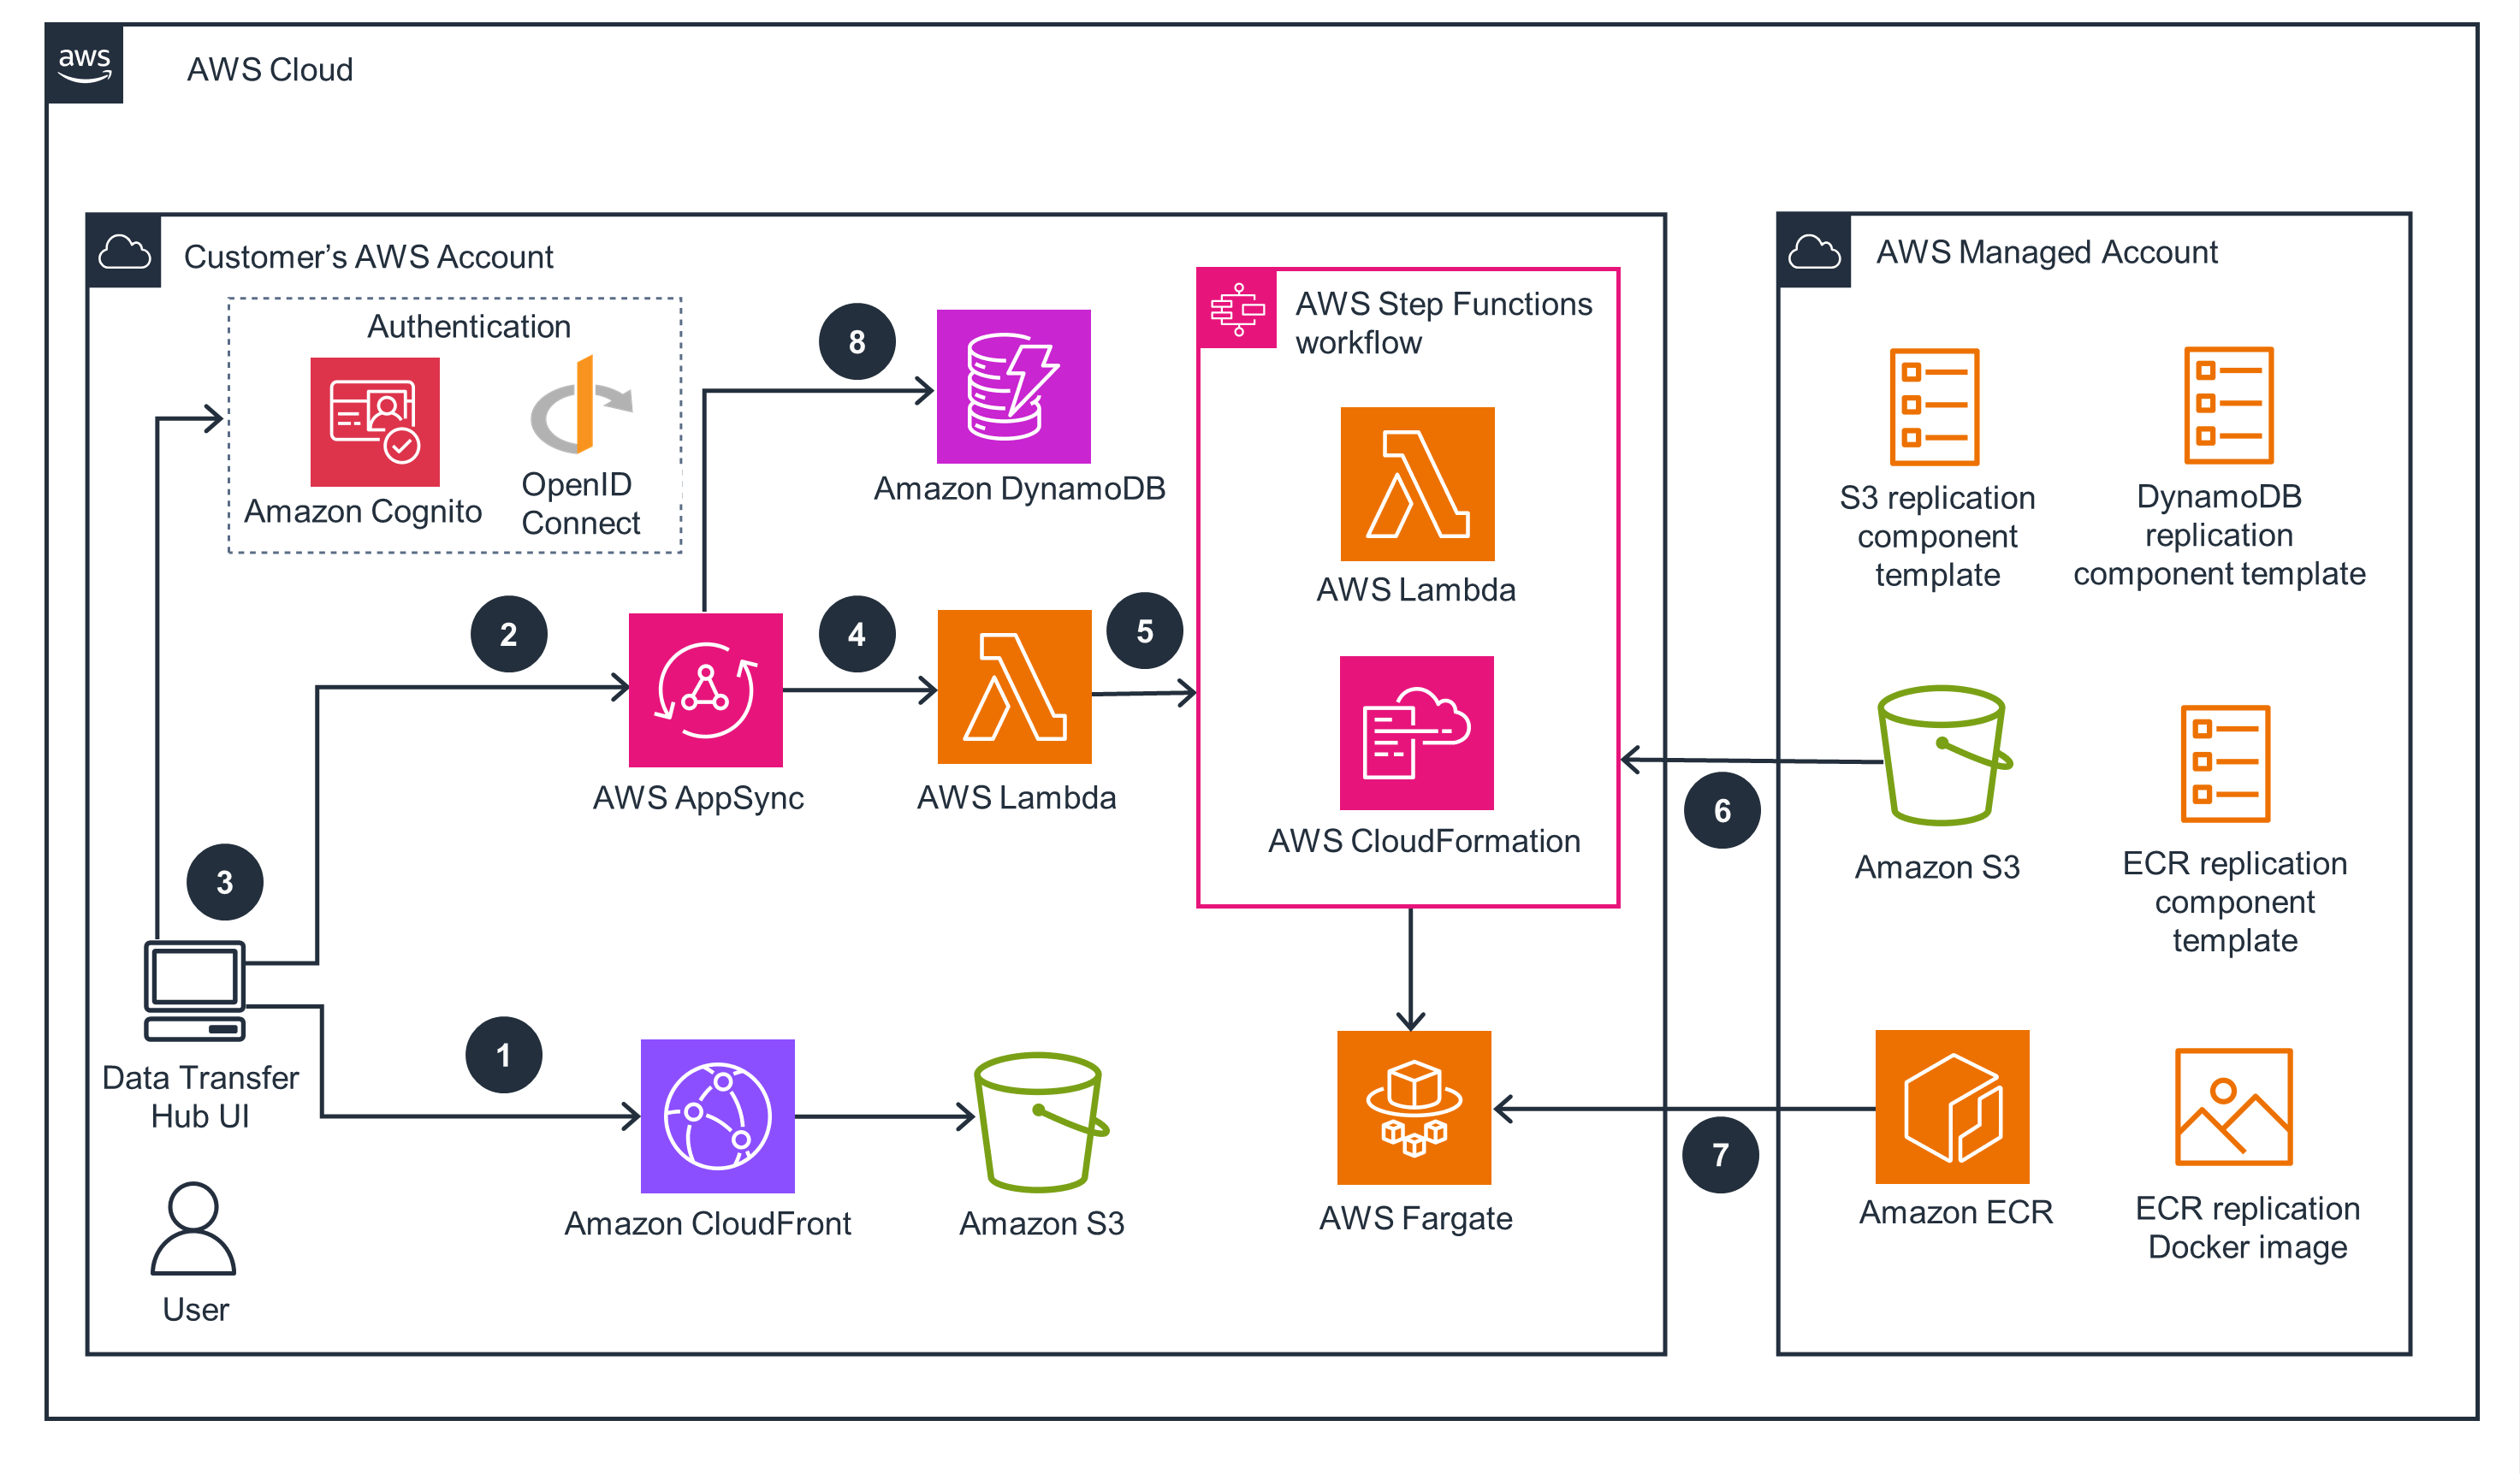 aws
AWS Cloud
Customer’s AWS Account
Authentication
Amazon Cognito
OpenID
Connect
8
Amazon DynamoDB
AWS Step Functions
workflow
AWS Lambda
AWS CloudFormation
2
AWS AppSync
4
AWS Lambda
5
3
Data Transfer
Hub UI
User
1
Amazon CloudFront
Amazon S3
AWS Fargate
6
7
AWS Managed Account
S3 replication
component
template
DynamoDB
replication
component template
Amazon S3
ECR replication
component
template
Amazon ECR
ECR replication
Docker image